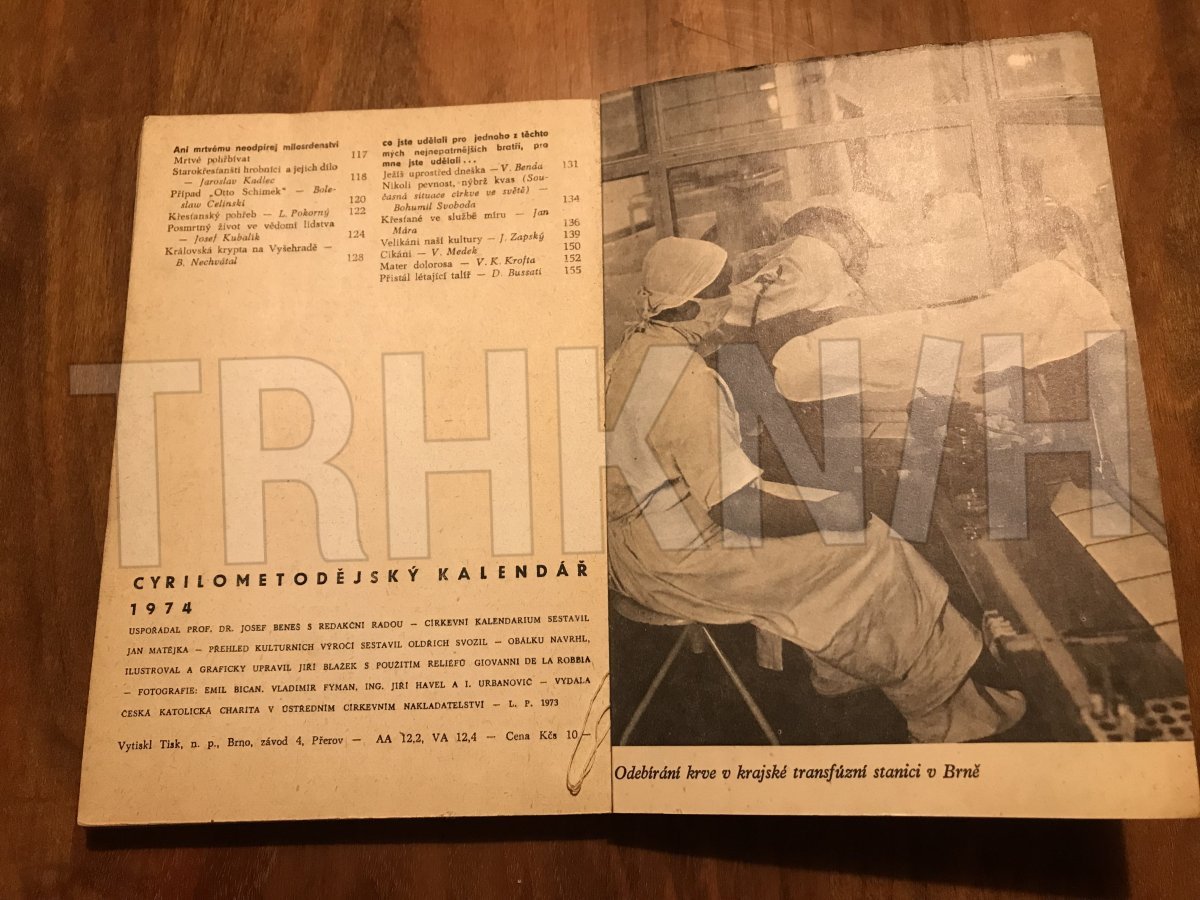 Ani mrtvému neodpírej milosrdenství
Mrtvé pohřbívat 117
Starokřesťanští hrobníci a jejich dílo
— Jaroslav Kadlec 118
Případ „Otto Schimek" — Bole-
slaw Celinski 120
Křesťanský pohřeb — L. Pokorný 122
Posmrtný život ve vědomí lidstva
— Josef Kubalík 124
Královská krypta na Vyšehradě —
B. Nechvátal 128
co jste udělali pro jednoho z těchto
mých nejnepatrnějších bratří, pro
mne jste udělali...
Ježíš uprostřed dneška — V. Benda 131
Nikoli pevnost, nýbrž kvas (Sou-
časná situace církve ve světě) —
Bohumil Svoboda 134
Křesťané ve službě míru — Jan
Mára 136
Velikáni naší kultury — J. Zapský 139
Cikáni — V. Medek 150
Mater dolorosa — V. K. Krofta 152
Přistál létající talíř — D. Bussati 155
TRHKN/H
CYRILOMETODĚJSKÝ KALENDÁŘ
1974
USPOŘÁDAL PROF. DR. JOSEF BENEŠ S REDAKČNÍ RADOU — CÍRKEVNÍ KALENDARIUM SESTAVIL
JAN MATĚJKA — PŘEHLED KULTURNÍCH VÝROČÍ SESTAVIL OLDŘICH SVOZIL — OBÁLKU NAVRHL,
ILUSTROVAL A GRAFICKY UPRAVIL JIŘÍ BLAŽEK S POUŽITÍM RELIÉFŮ GIOVANNI DE LA ROBBIA
— FOTOGRAFIE: EMIL BICAN, VLADIMÍR FYMAN, ING. JIŘÍ HAVEL A I. URBANOVIČ — VYDALA
ČESKÁ KATOLICKÁ CHARITA V ÚSTŘEDNÍM CÍRKEVNÍM NAKLADATELSTVÍ — L. P. 1973
Vytiskl Tisk, n. p., Brno, závod 4, Přerov — AA 12,2, VA 12,4 — Cena Kčs 10—
Odebírání krve v krajské transfúzní stanici v Brně